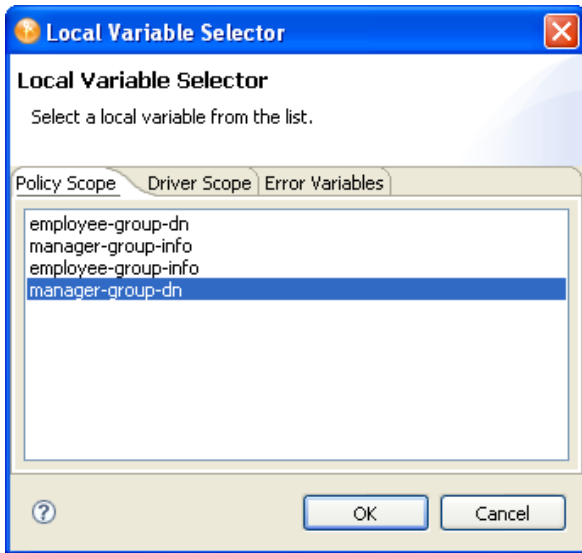 Local Variable Selector
Local Variable Selector
Select a local variable from the list.
Policy Scope Driver Scope Error Variables
employee-group-dn
manager-group-info
employee-group-info
manager-group-dn
? OK Cancel